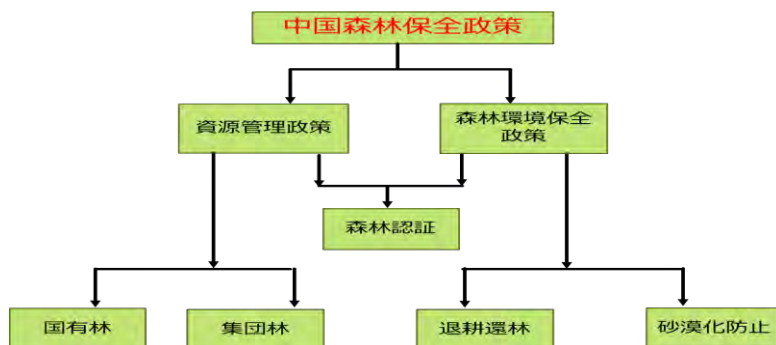 中国森林保全政策
資源管理政策
森林環境保全
政策
森林認証
国有林
集団林
退耕還林
砂漠化防止